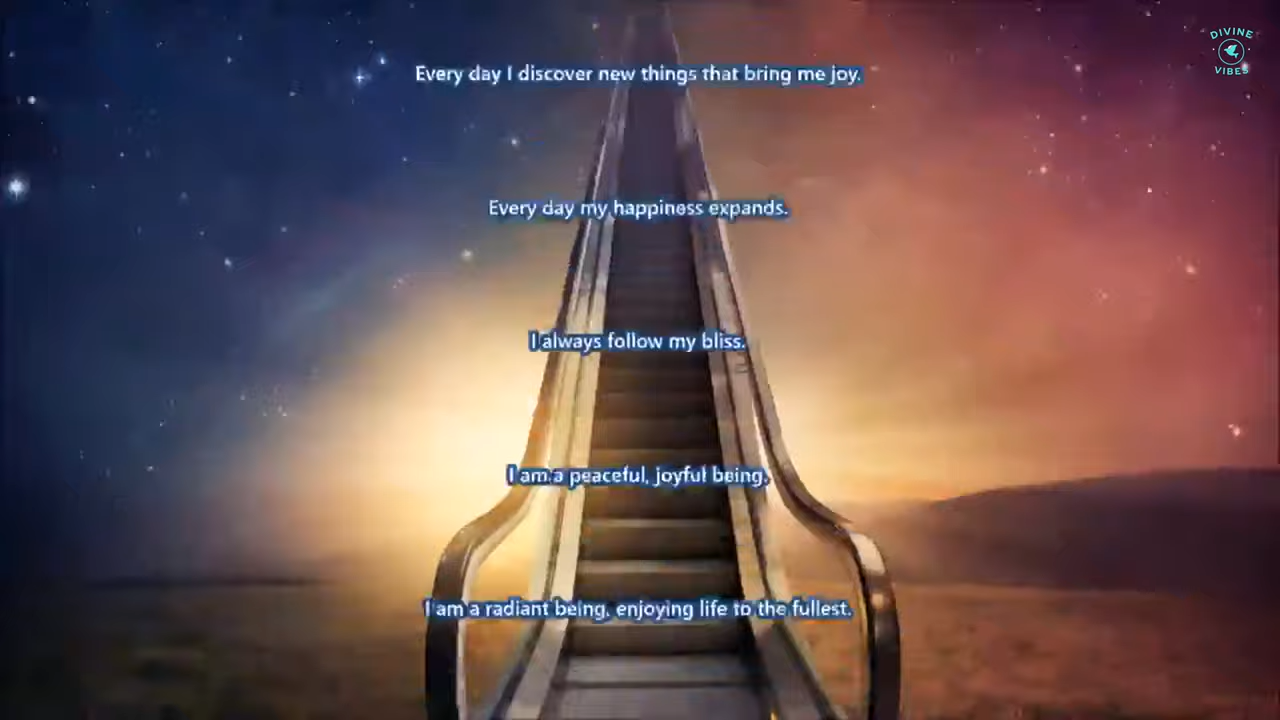 DIVINE
VIBES
Every day I discover new things that bring me joy.
Every day my happiness expands.
I always follow my bliss.
I am a peaceful, joyful being.
I am a radiant being, enjoying life to the fullest.